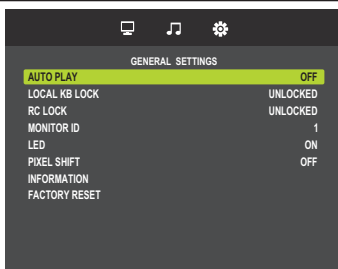 GENERAL SETTINGS
AUTO PLAY OFF
LOCAL KB LOCK UNLOCKED
RC LOCK UNLOCKED
MONITOR ID 1
LED ON
PIXEL SHIFT OFF
INFORMATION
FACTORY RESET